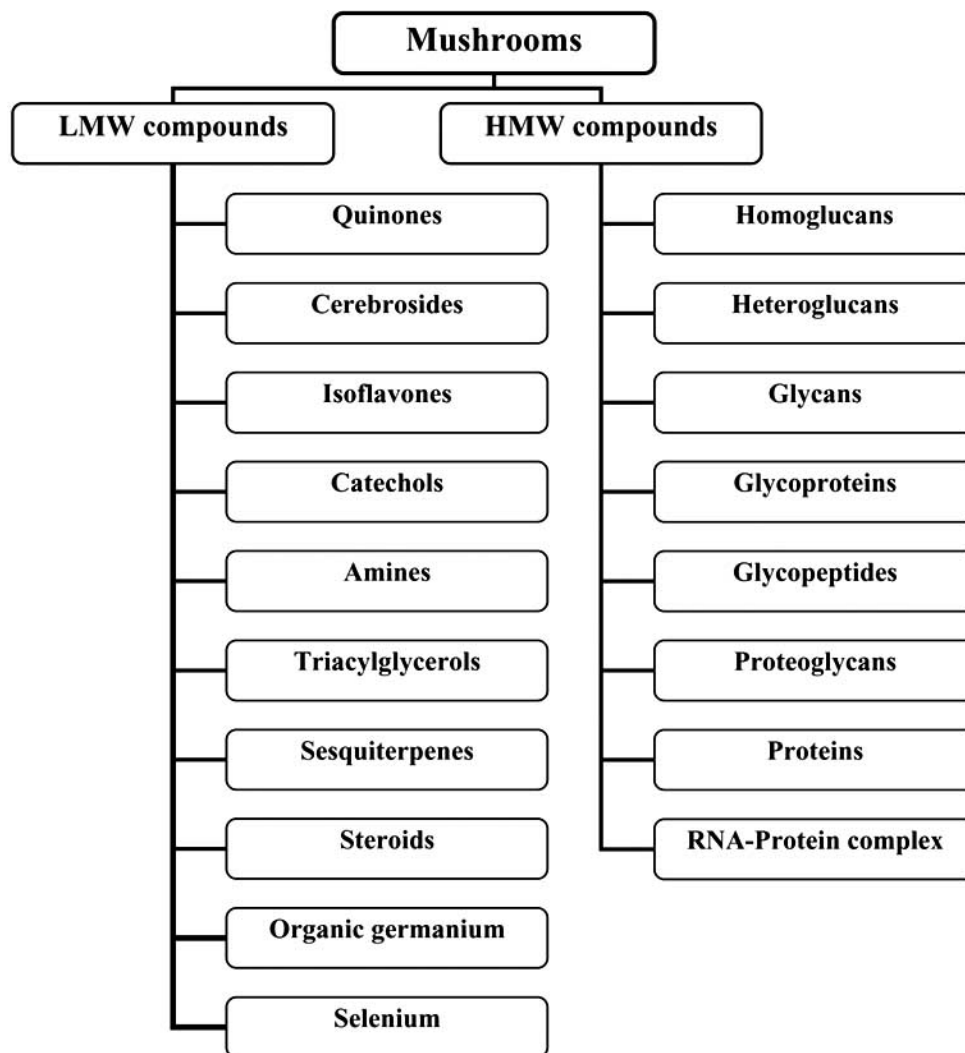 Mushrooms
LMW compounds
HMW compounds
Quinones
Cerebrosides
Isoflavones
Catechols
Amines
Triacylglycerols
Sesquiterpenes
Steroids
Organic germanium
Selenium
Homoglucans
Heteroglucans
Glycans
Glycoproteins
Glycopeptides
Proteoglycans
Proteins
RNA-Protein complex